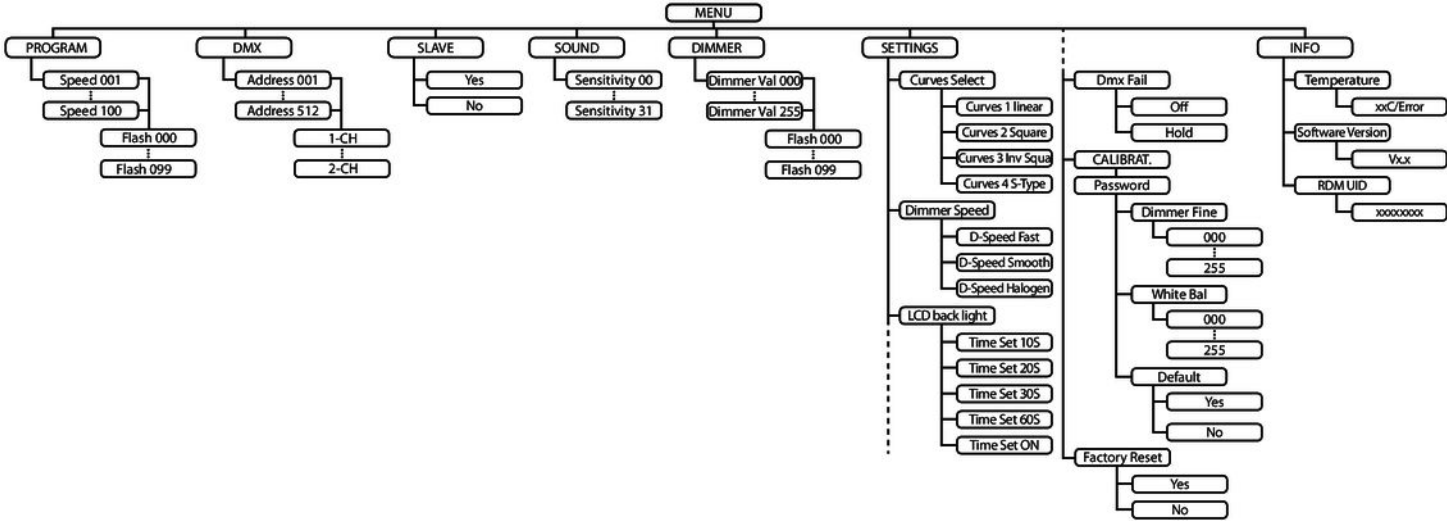 MENU
PROGRAM
Speed 001
Speed 100
Flash 000
Flash 099
DMX
Address 001
Address 512
1-CH
2-CH
SLAVE
Yes
No
SOUND
Sensitivity 00
Sensitivity 31
DIMMER
Dimmer Val 000
Dimmer Val 255
Flash 000
Flash 099
SETTINGS
Curves Select
Curves 1 linear
Curves 2 Square
Curves 3 Inv Squa
Curves 4 S-Type
Dimmer Speed
D-Speed Fast
D-Speed Smooth
D-Speed Halogen
LCD back light
Time Set 10S
Time Set 20S
Time Set 30S
Time Set 60S
Time Set ON
Dmx Fail
Off
Hold
CALIBRAT.
Password
Dimmer Fine
000
255
White Bal
000
255
Default
Yes
No
Factory Reset
Yes
No
INFO
Temperature
xxC/Error
Software Version
Vx.x
RDM UID
xxxxxxxx